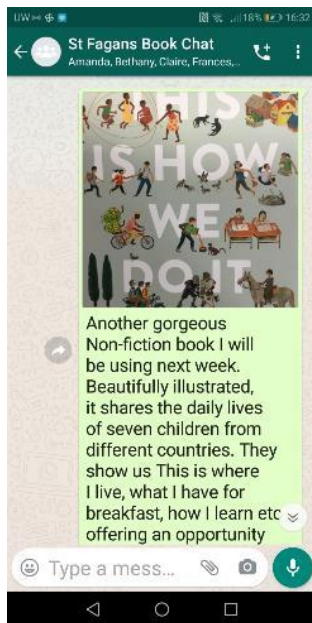 UW 18% 16:32
St Fagans Book Chat
Amanda, Bethany, Claire, Frances,...
THIS
IS HOW
WE
DO IT
Another gorgeous
Non-fiction book I will
be using next week.
Beautifully illustrated,
it shares the daily lives
of seven children from
different countries. They
show us This is where
I live, what I have for
breakfast, how I learn etc
offering an opportunity
Type a mess...